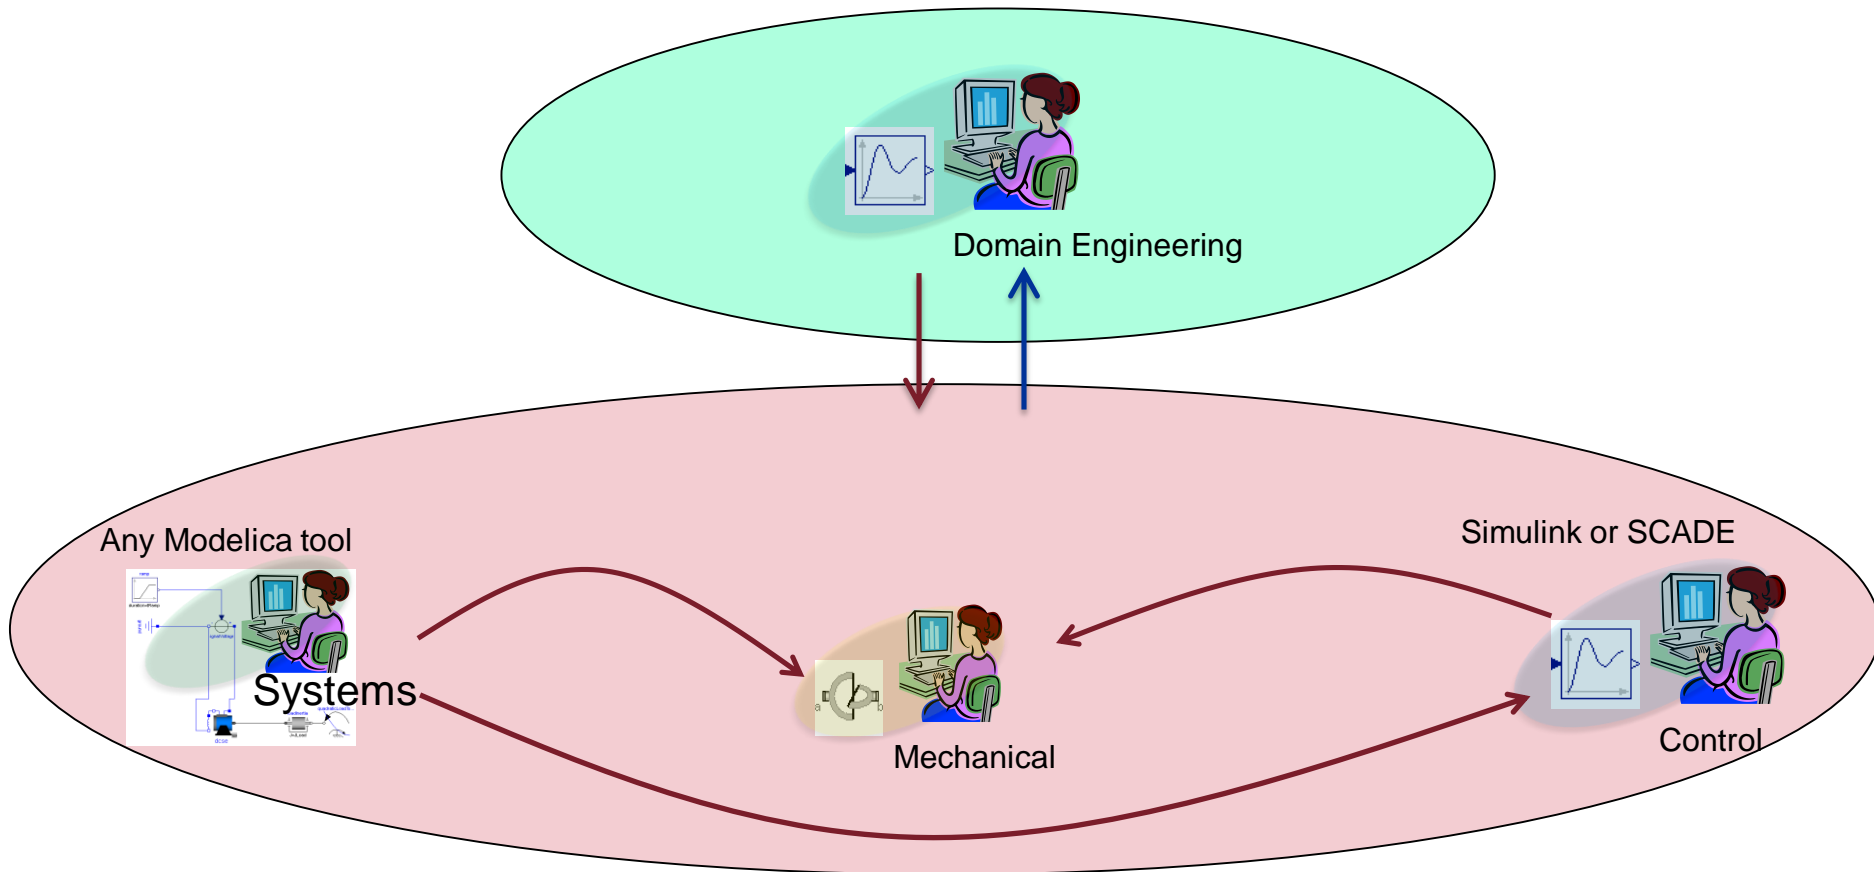 Domain Engineering
Any Modelica tool
Simulink or SCADE
Systems
a
b
Mechanical
Control